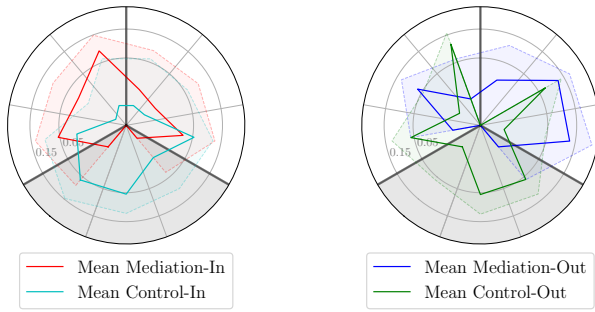 0.15 0.05
0.15 0.05
Mean Mediation-In
Mean Control-In
Mean Mediation-Out
Mean Control-Out